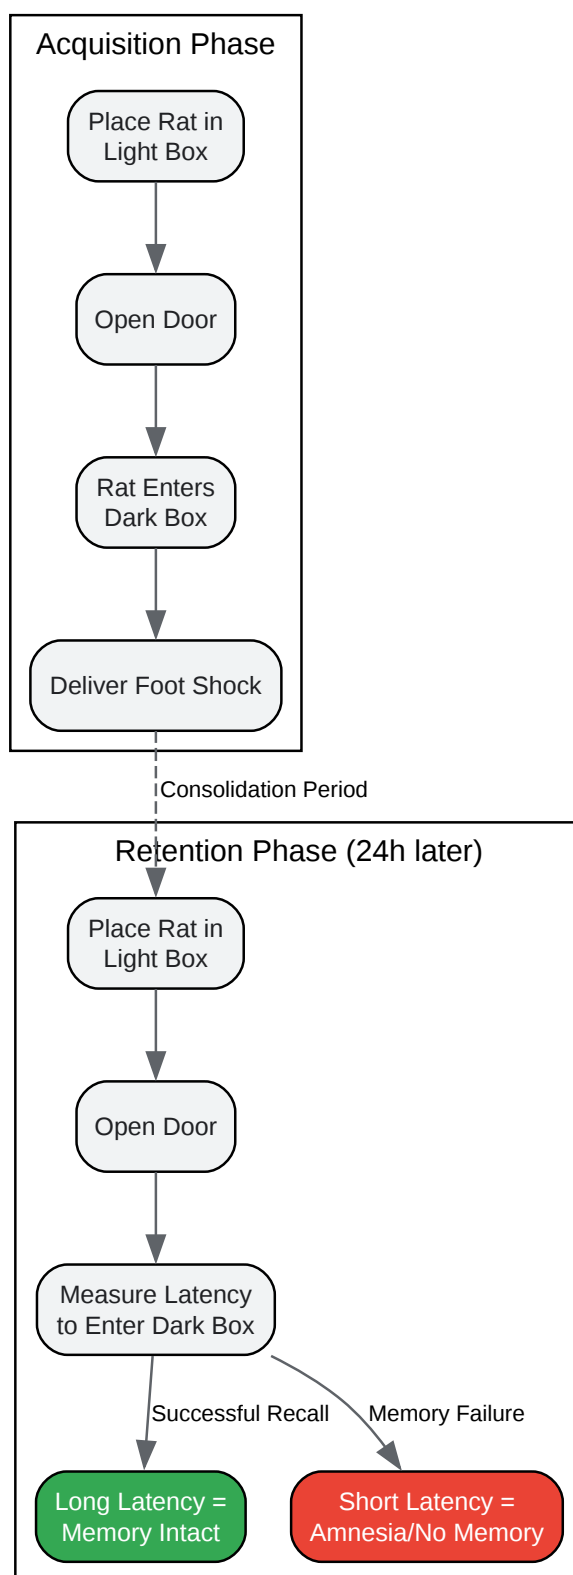 Acquisition Phase
Place Rat in
Light Box
Open Door
Rat Enters
Dark Box
Deliver Foot Shock
Consolidation Period
Retention Phase (24h later)
Place Rat in
Light Box
Open Door
Measure Latency
to Enter Dark Box
Successful Recall
Memory Failure
Long Latency =
Memory Intact
Short Latency =
Amnesia/No Memory